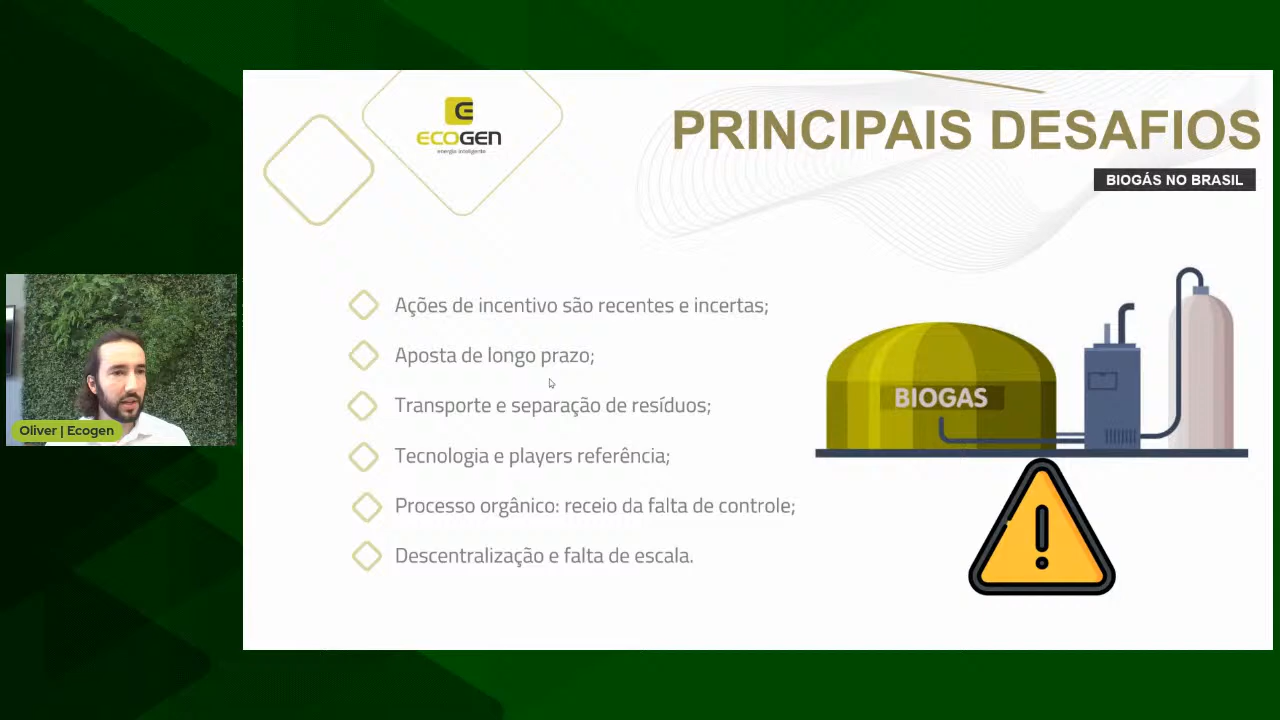 ECOGEN
energia inteligente
PRINCIPAIS DESAFIOS
BIOGÁS NO BRASIL
Ações de incentivo são recentes e incertas;
Aposta de longo prazo;
Transporte e separação de resíduos;
Tecnologia e players referência;
Processo orgânico: receio da falta de controle;
Descentralização e falta de escala.
BIOGAS
Oliver | Ecogen